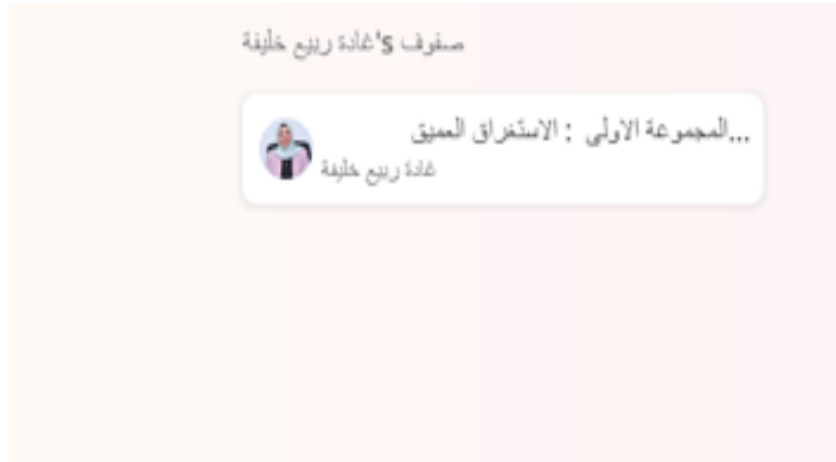 صفوف s'غادة ربيع خليفة
المجموعة الاولى : الاستغراق العميق...
غادة ربيع خليفة